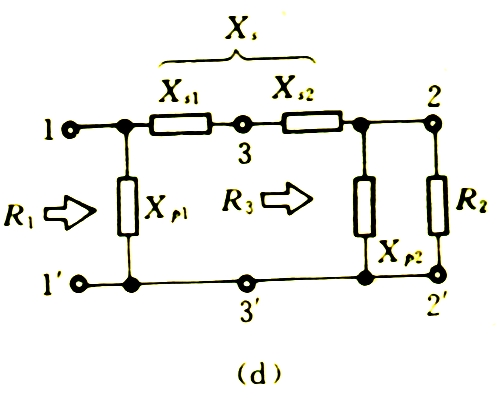 Xs
Xs1
Xs2
1
3
2
R1
Xp1
R3
Xp2
R2
1′
3′
2′
(d)